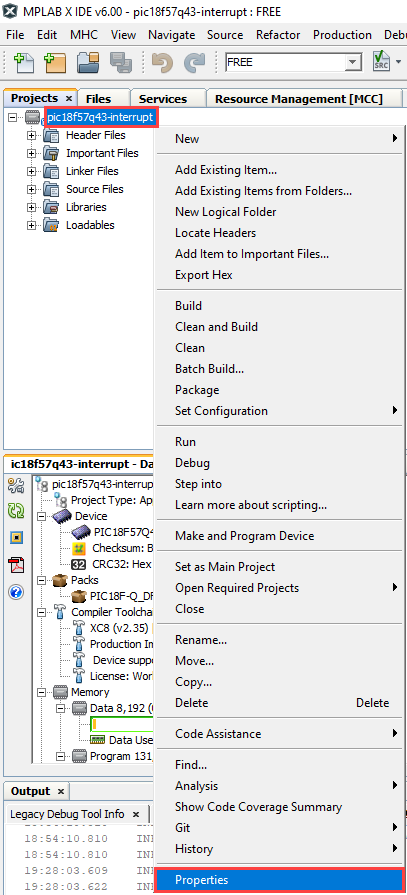 MPLAB X IDE v6.00 - pic18f57q43-interrupt : FREE
File Edit MHC View Navigate Source Refactor Production
FREE
SRC
Projects Files Services Resource Management [MCC]
pic18f57q43-interrupt
Header Files
Important Files
Linker Files
Source Files
Libraries
Loadables
New
Add Existing Item...
Add Existing Items from Folders...
New Logical Folder
Locate Headers
Add Item to Important Files...
Export Hex
Build
Clean and Build
Clean
Batch Build...
Package
Set Configuration
Run
Debug
Step into
Learn more about scripting...
Make and Program Device
Set as Main Project
Open Required Projects
Close
Rename...
Move...
Copy...
Delete Delete
Code Assistance
Find...
Analysis
Show Code Coverage Summary
Git
History
Properties
ic18f57q43-interrupt - Da
pic18f57q43-interrup
Project Type: Ap
Device
PIC18F57Q4
Checksum: B
32 CRC32: Hex
Packs
PIC18F-Q_DF
Compiler Toolcha
XC8 (v2.35)
Production Im
Device supp
License: Wor
Memory
Data 8,192
Data Use
Program 131
Output
Legacy Debug Tool Info
18:54:10.810
18:54:10.810
19:28:03.609
19:28:03.622